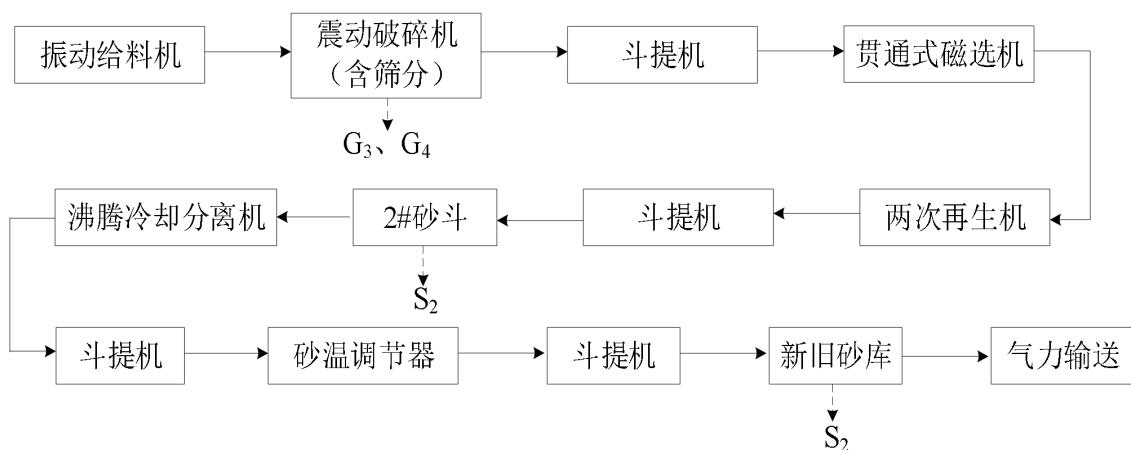 振动给料机
震动破碎机
（含筛分）
斗提机
贯通式磁选机
G₃、G₄
沸腾冷却分离机
2#砂斗
斗提机
两次再生机
S₂
斗提机
砂温调节器
斗提机
新旧砂库
气力输送
S₂